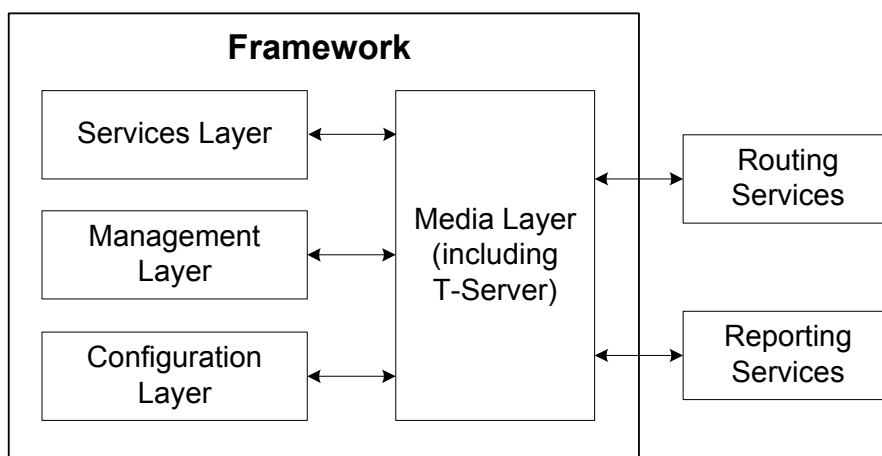 Framework
Services Layer
Management
Layer
Configuration
Layer
Media Layer
(including
T-Server)
Routing
Services
Reporting
Services